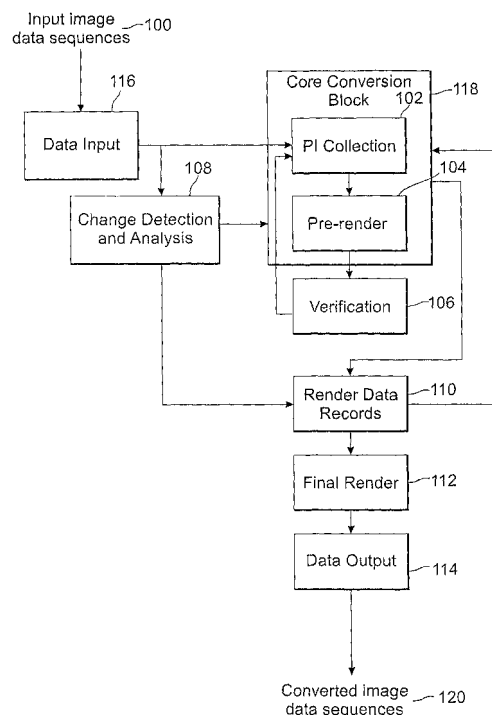 Input image
data sequences
100
116
Data Input
Core Conversion
Block
118
102
PI Collection
108
Change Detection
and Analysis
104
Pre-render
Verification
106
Render Data
Records
110
Final Render
112
Data Output
114
Converted image
data sequences
120